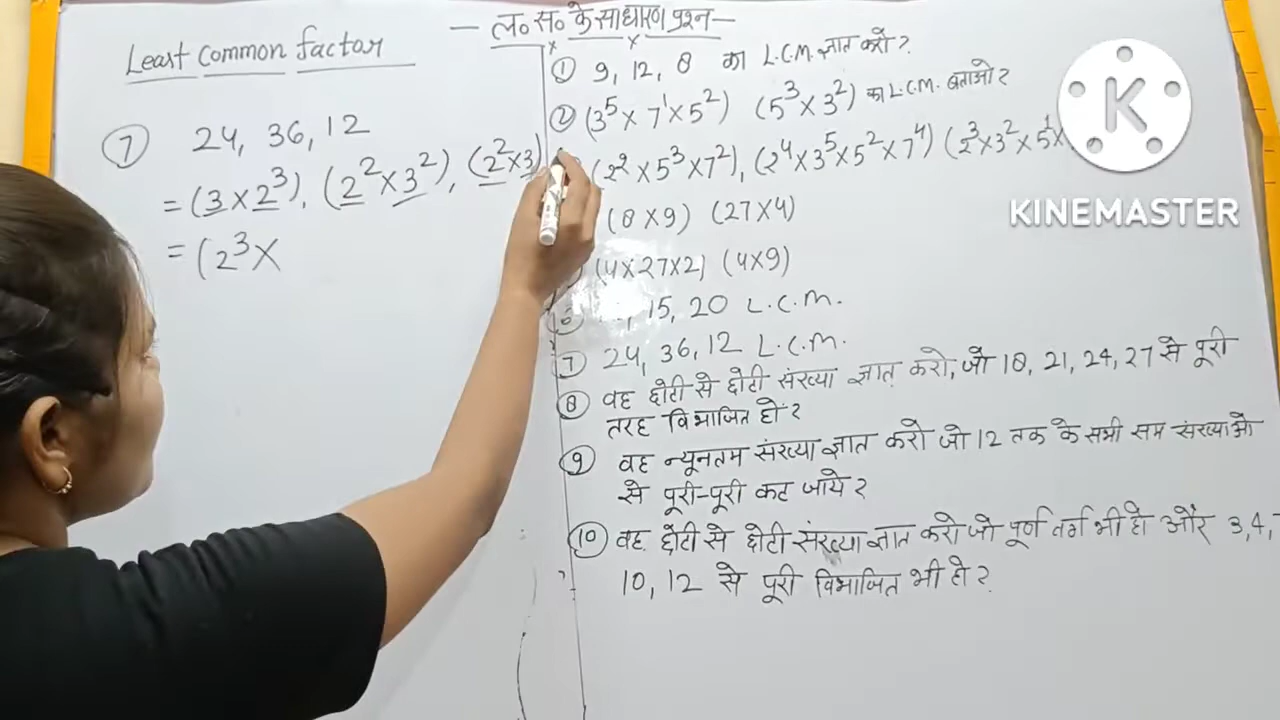 — ल० स० के साधारण प्रश्न —
Least common factor
⑦ 24, 36, 12
= (3 × 2³), (2² × 3²), (2² × 3)
= (2³ ×
① 9, 12, 8 का L.C.M. ज्ञात करो ?
② (3⁵ × 7¹ × 5²) (5³ × 3²) का L.C.M. बताओ ?
(2² × 5³ × 7²), (2⁴ × 3⁵ × 5² × 7⁴) (2³ × 3² × 5¹ ×
(8 × 9) (27 × 4)
(4 × 27 × 2) (4 × 9)
⑥ , 15, 20 L.C.M.
⑦ 24, 36, 12 L.C.M.
⑧ वह छोटी से छोटी संख्या ज्ञात करो, जो 18, 21, 24, 27 से पूरी
तरह विभाजित हो ?
⑨ वह न्यूनतम संख्या ज्ञात करो जो 12 तक के सभी सम संख्याओ
से पूरी-पूरी कट जाये ?
⑩ वह छोटी से छोटी संख्या ज्ञात करो जो पूर्ण वर्ग भी हो और 3, 4,
10, 12 से पूरी विभाजित भी हो ?
K
KINEMASTER